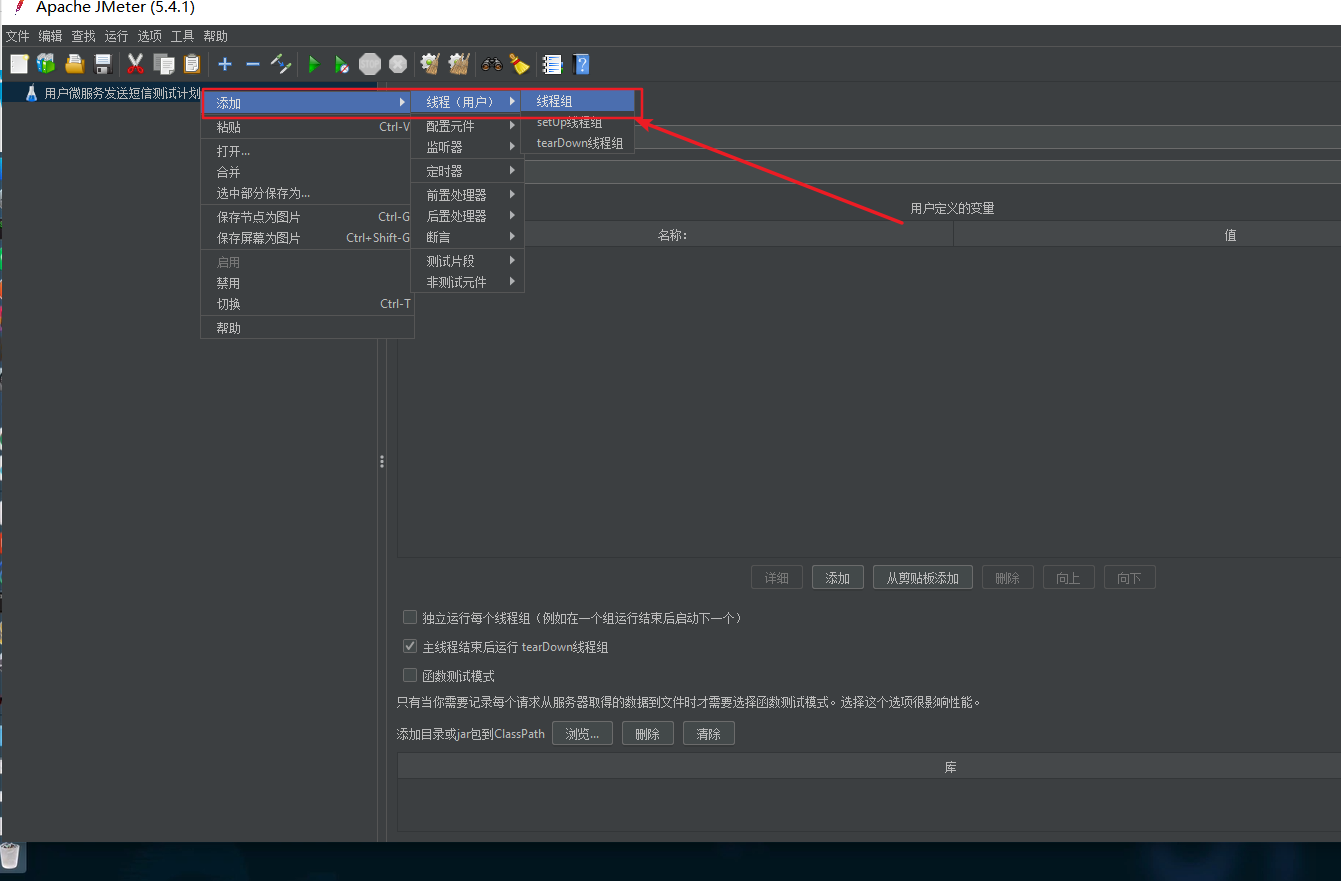 Apache JMeter (5.4.1)
文件 编辑 查找 运行 选项 工具 帮助
STOP
用户微服务发送短信测试计划
添加
线程（用户）
线程组
粘贴 Ctrl-V
配置元件
setUp线程组
监听器
tearDown线程组
打开...
合并
定时器
选中部分保存为...
前置处理器
保存节点为图片 Ctrl-G
后置处理器
用户定义的变量
保存屏幕为图片 Ctrl+Shift-G
断言
名称：
值
启用
测试片段
禁用
非测试元件
切换 Ctrl-T
帮助
详细 添加 从剪贴板添加 删除 向上 向下
独立运行每个线程组（例如在一个组运行结束后启动下一个）
主线程结束后运行 tearDown线程组
函数测试模式
只有当你需要记录每个请求从服务器取得的数据到文件时才需要选择函数测试模式。选择这个选项很影响性能。
添加目录或jar包到ClassPath 浏览... 删除 清除
库